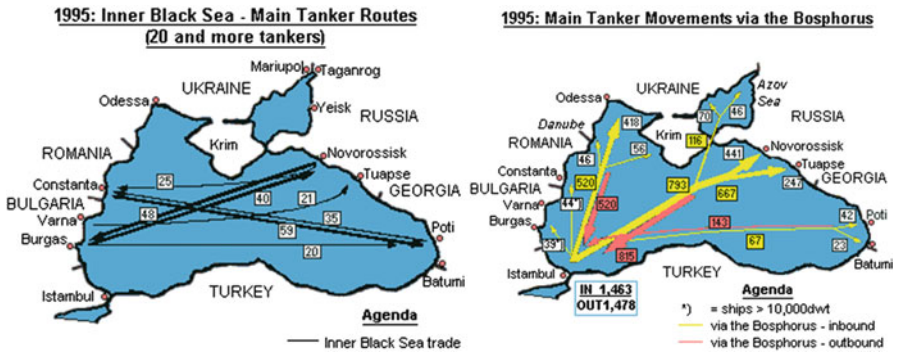 1995: Inner Black Sea - Main Tanker Routes
(20 and more tankers)
Mariupol
Taganrog
UKRAINE
Odessa
Yeisk
RUSSIA
Krim
ROMANIA
Novorossisk
Tuapse
Constanta
25
GEORGIA
BULGARIA
40
21
Varna
48
35
Poti
59
Burgas
20
Batumi
Istambul
TURKEY
Agenda
Inner Black Sea trade
1995: Main Tanker Movements via the Bosphorus
UKRAINE
Azov
Sea
Odessa
70
46
RUSSIA
Danube
418
Krim
ROMANIA
116
56
441
Novorossisk
46
Tuapse
Constanta
520
793
667
247
GEORGIA
BULGARIA
44*)
Varna
520
143
42
Poti
Burgas
39*)
815
67
23
Batumi
Istambul
TURKEY
IN 1,463
OUT1,478
Agenda
*) = ships > 10,000dwt
via the Bosphorus - inbound
via the Bosphorus - outbound